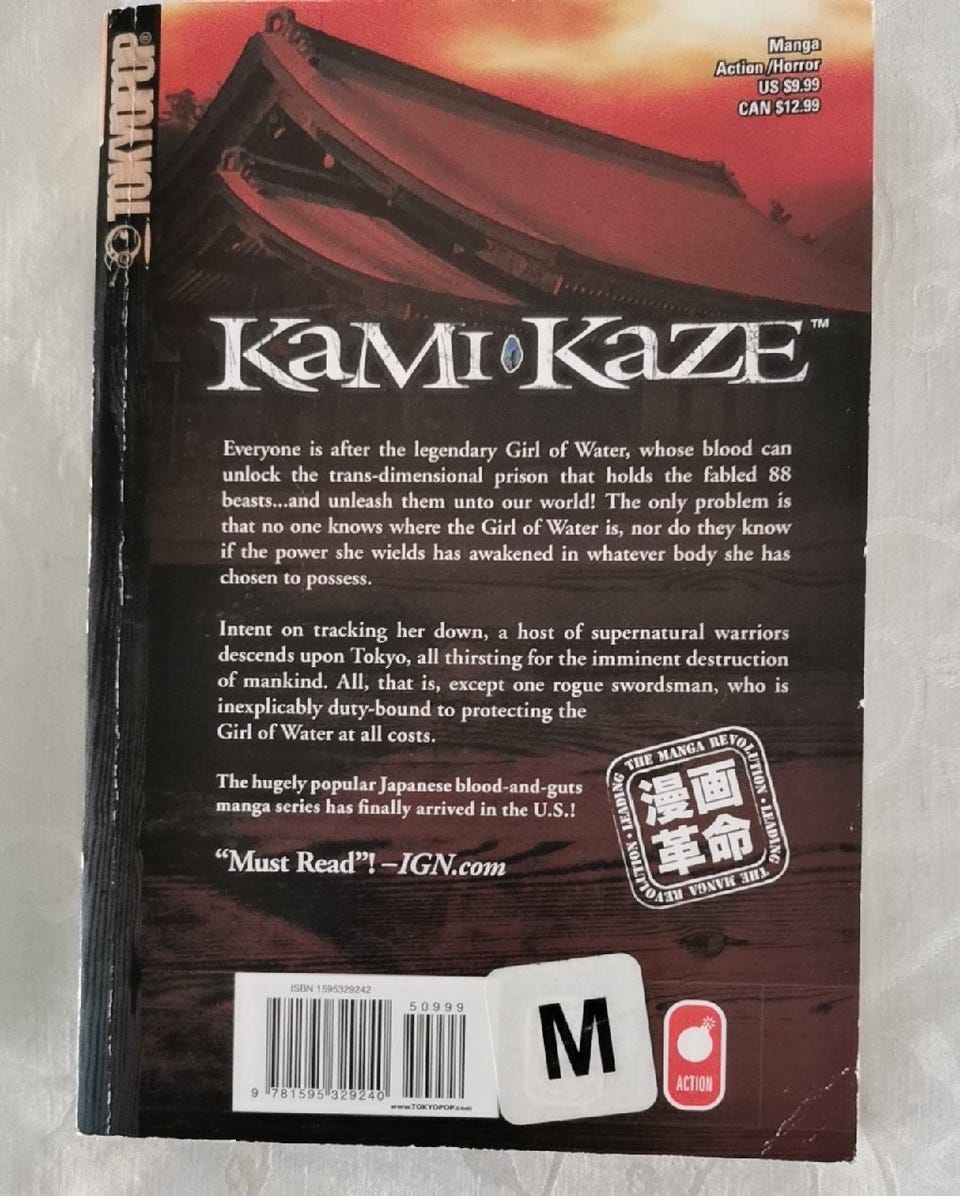 TOKYOPOP®
Manga
Action/Horror
US $9.99
CAN $12.99
KaMi•KaZE™
Everyone is after the legendary Girl of Water, whose blood can
unlock the trans-dimensional prison that holds the fabled 88
beasts...and unleash them unto our world! The only problem is
that no one knows where the Girl of Water is, nor do they know
if the power she wields has awakened in whatever body she has
chosen to possess.
Intent on tracking her down, a host of supernatural warriors
descends upon Tokyo, all thirsting for the imminent destruction
of mankind. All, that is, except one rogue swordsman, who is
inexplicably duty-bound to protecting the
Girl of Water at all costs.
The hugely popular Japanese blood-and-guts
manga series has finally arrived in the U.S.!
“Must Read”! –IGN.com
LEADING THE MANGA REVOLUTION • LEADING THE MANGA REVOLUTION •
漫画
革命
ISBN 1595329242
50999
9 781595 329240
www.TOKYOPOP.com
M
ACTION